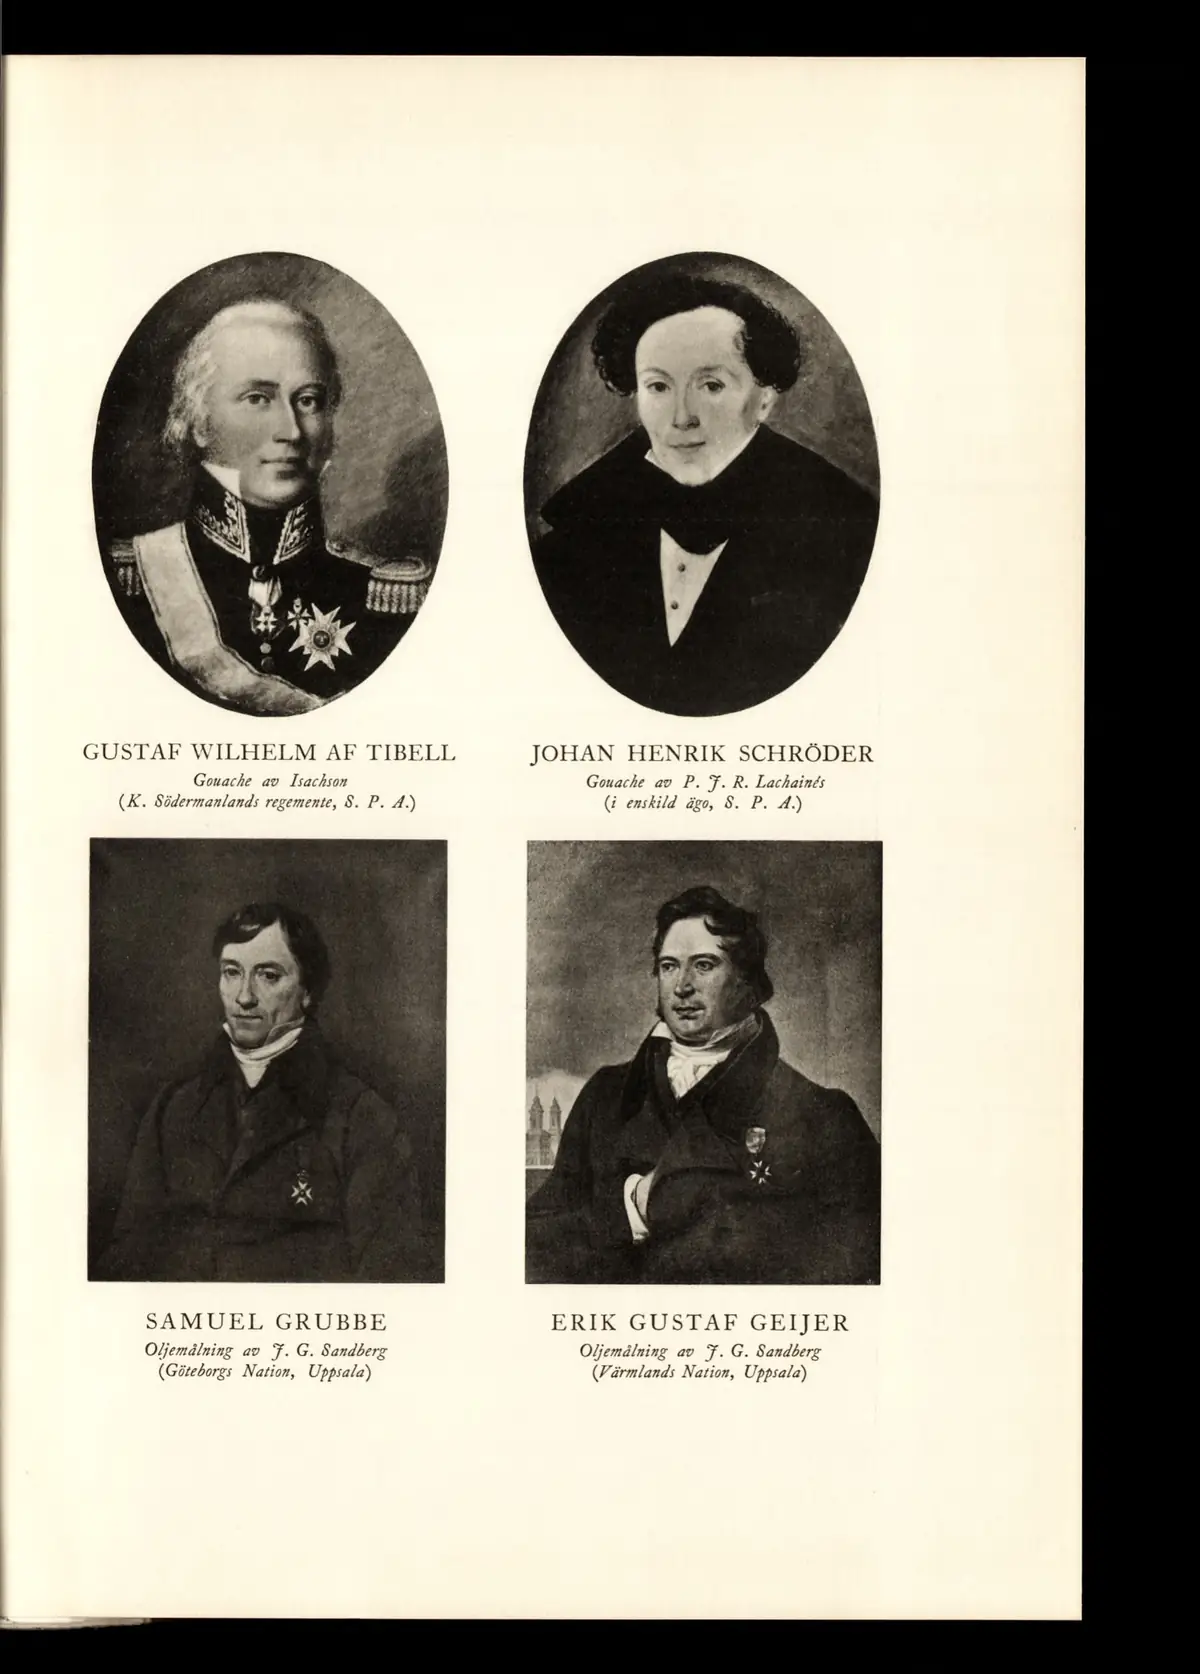 GUSTAF WILHELM AF TIBELL
Gouache av Isachson
(K. Södermanlands regemente, S. P. A.)
JOHAN HENRIK SCHRÖDER
Gouache av P. J. R. Lachainés
(i enskild ägo, S. P. A.)
SAMUEL GRUBBE
Oljemålning av J. G. Sandberg
(Göteborgs Nation, Uppsala)
ERIK GUSTAF GEIJER
Oljemålning av J. G. Sandberg
(Värmlands Nation, Uppsala)